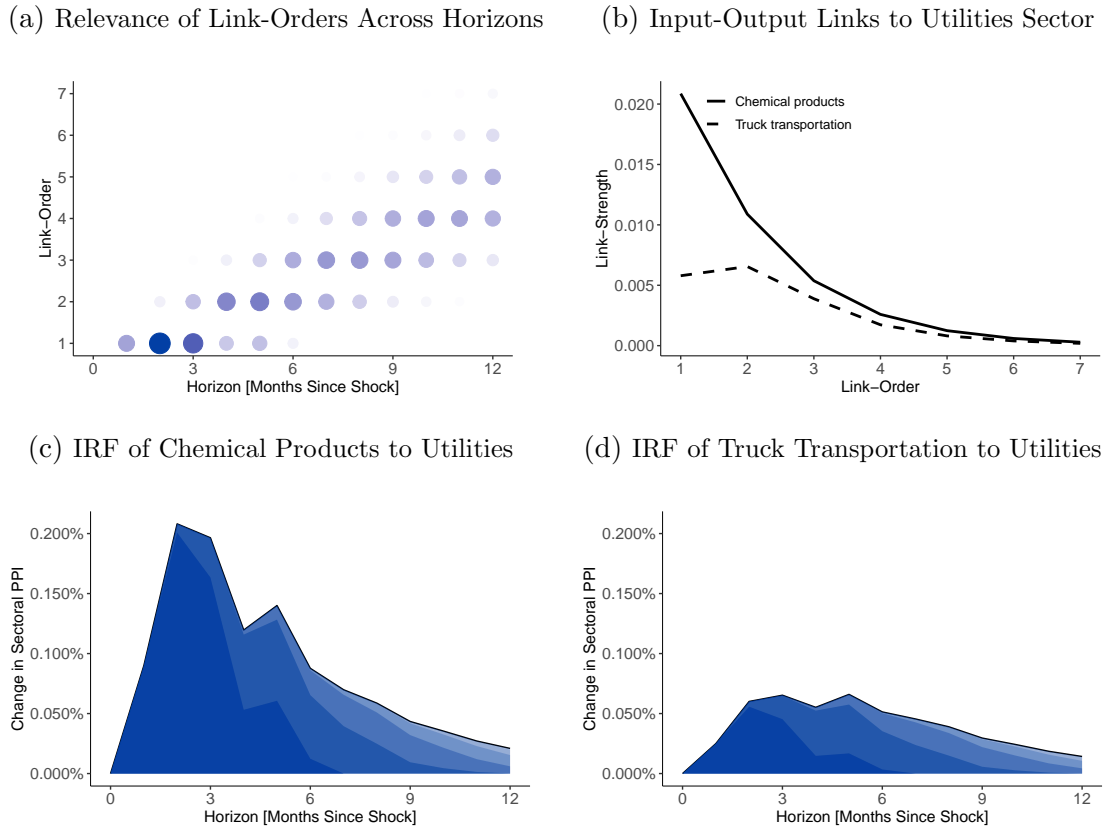 (a) Relevance of Link-Orders Across Horizons
7
6
5
4
3
2
1
Link−Order
0 3 6 9 12
Horizon [Months Since Shock]
(b) Input-Output Links to Utilities Sector
Chemical products
Truck transportation
0.020
0.015
0.010
0.005
0.000
Link−Strength
1 2 3 4 5 6 7
Link−Order
(c) IRF of Chemical Products to Utilities
0.200%
0.150%
0.100%
0.050%
0.000%
Change in Sectoral PPI
0 3 6 9 12
Horizon [Months Since Shock]
(d) IRF of Truck Transportation to Utilities
0.200%
0.150%
0.100%
0.050%
0.000%
Change in Sectoral PPI
0 3 6 9 12
Horizon [Months Since Shock]